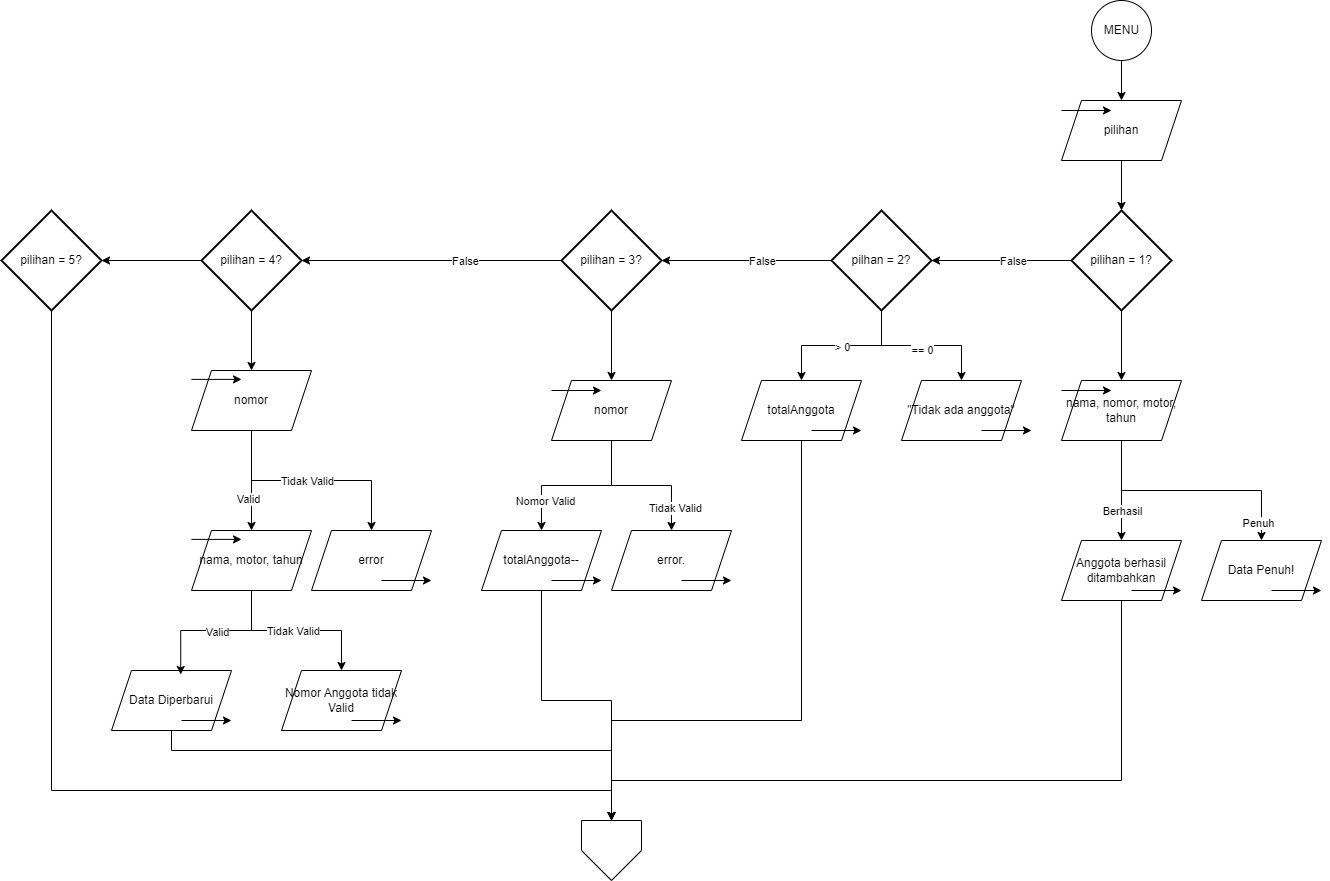 MENU
pilihan
pilihan = 5?
pilihan = 4?
False
pilihan = 3?
False
pilhan = 2?
False
pilihan = 1?
> 0
== 0
nomor
nomor
totalAnggota
"Tidak ada anggota"
nama, nomor, motor,
tahun
Tidak Valid
Valid
Nomor Valid
Tidak Valid
Berhasil
Penuh
nama, motor, tahun
error
totalAnggota--
error.
Anggota berhasil
ditambahkan
Data Penuh!
Valid
Tidak Valid
Data Diperbarui
Nomor Anggota tidak
Valid